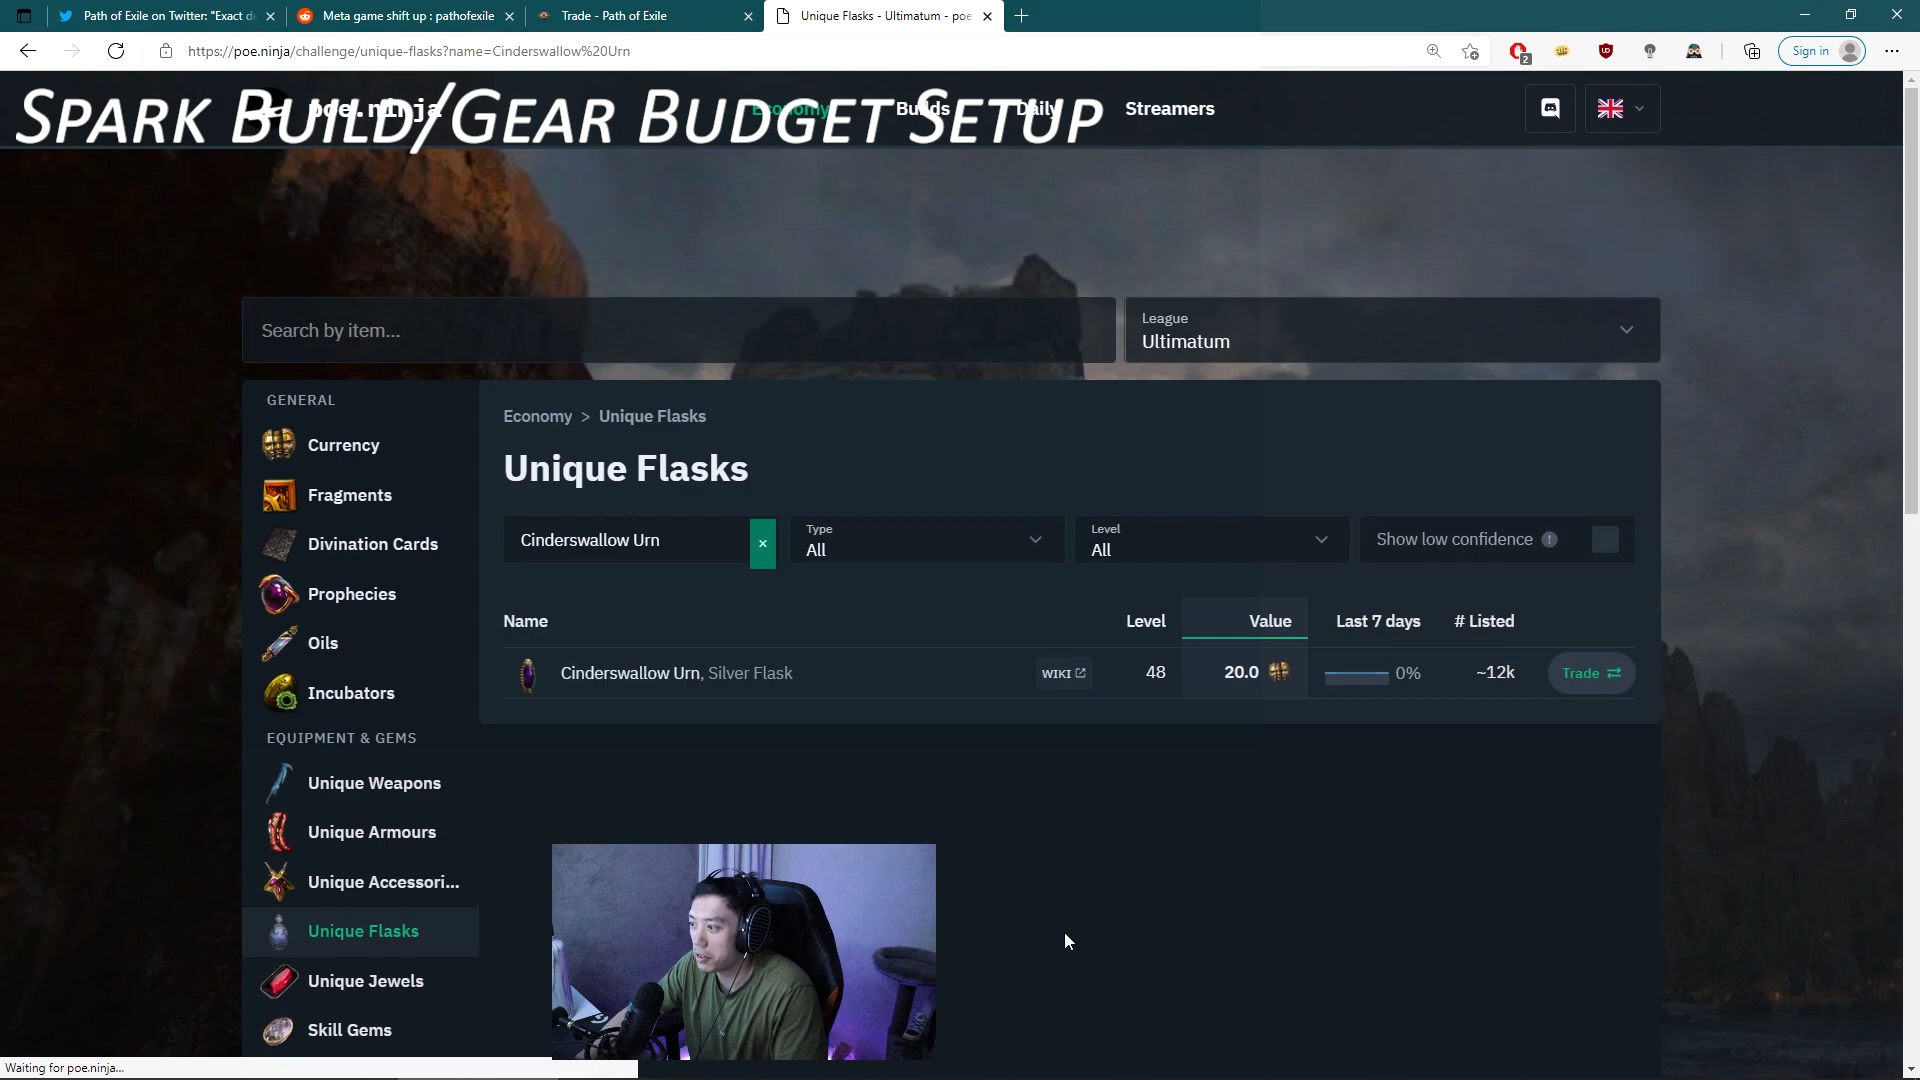 Path of Exile on Twitter: "Exact de
Meta game shift up : pathofexile
Trade - Path of Exile
Unique Flasks - Ultimatum - poe
https://poe.ninja/challenge/unique-flasks?name=Cinderswallow%20Urn
2
Sign in
SPARK BUILD/GEAR BUDGET SETUP
poe.ninja
Economy
Builds
Daily
Streamers
Search by item...
League
Ultimatum
GENERAL
Currency
Fragments
Divination Cards
Prophecies
Oils
Incubators
EQUIPMENT & GEMS
Unique Weapons
Unique Armours
Unique Accessori...
Unique Flasks
Unique Jewels
Skill Gems
Economy > Unique Flasks
Unique Flasks
Cinderswallow Urn ×
Type
All
Level
All
Show low confidence
Name Level Value Last 7 days # Listed
Cinderswallow Urn, Silver Flask WIKI 48 20.0 0% ~12k Trade
Waiting for poe.ninja...